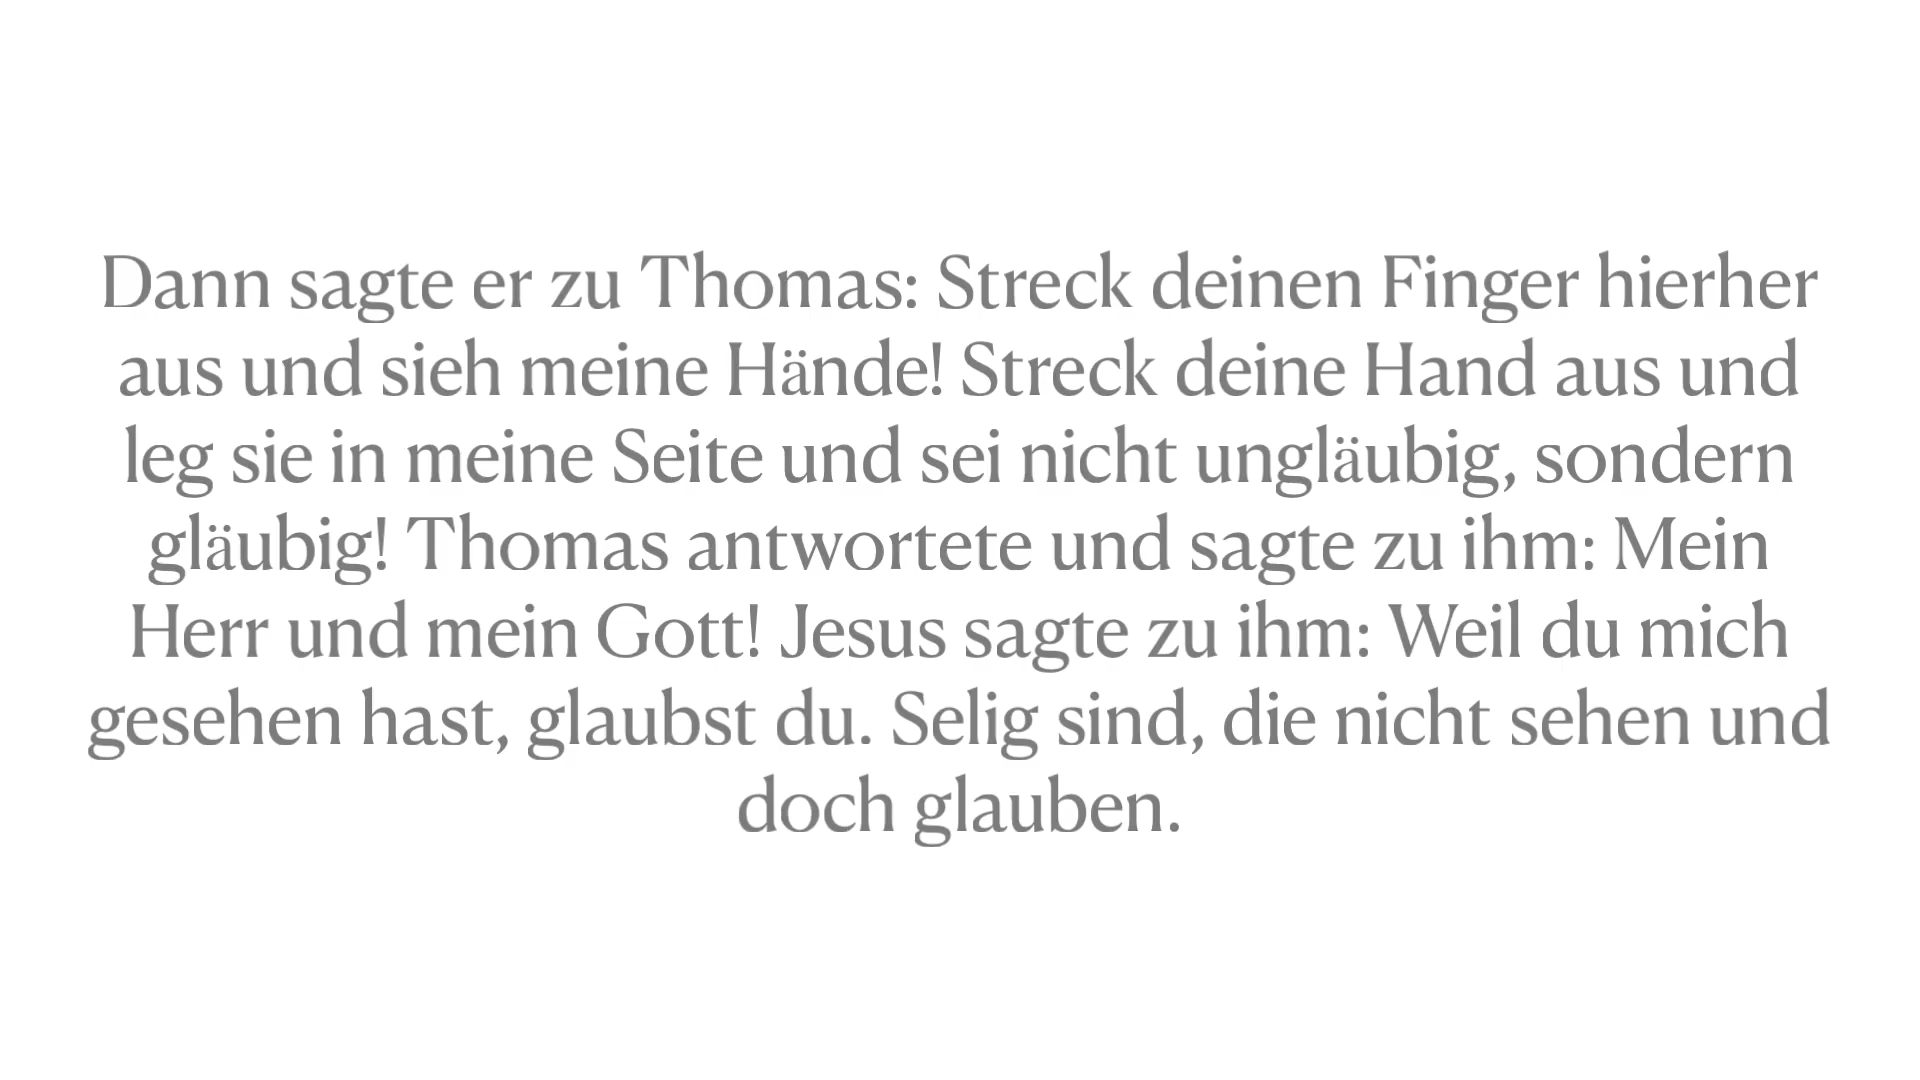 Dann sagte er zu Thomas: Streck deinen Finger hierher
aus und sieh meine Hände! Streck deine Hand aus und
leg sie in meine Seite und sei nicht ungläubig, sondern
gläubig! Thomas antwortete und sagte zu ihm: Mein
Herr und mein Gott! Jesus sagte zu ihm: Weil du mich
gesehen hast, glaubst du. Selig sind, die nicht sehen und
doch glauben.